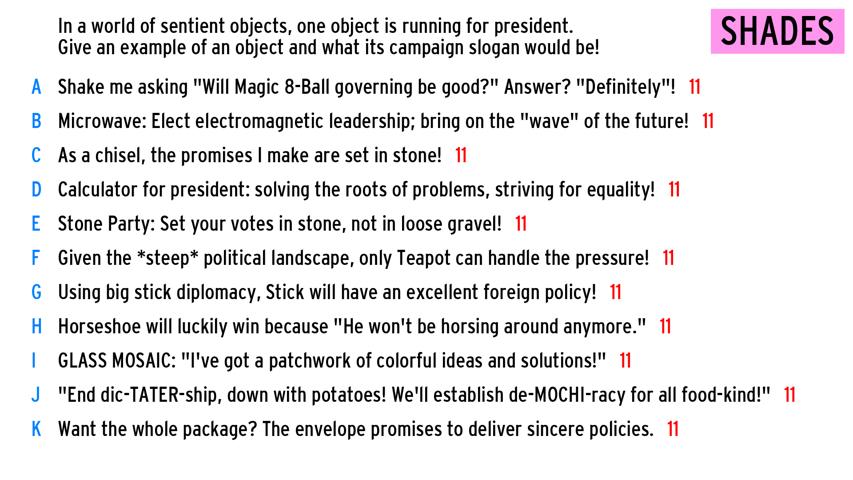 In a world of sentient objects, one object is running for president.
Give an example of an object and what its campaign slogan would be!
SHADES
A Shake me asking "Will Magic 8-Ball governing be good?" Answer? "Definitely"! 11
B Microwave: Elect electromagnetic leadership; bring on the "wave" of the future! 11
C As a chisel, the promises I make are set in stone! 11
D Calculator for president: solving the roots of problems, striving for equality! 11
E Stone Party: Set your votes in stone, not in loose gravel! 11
F Given the *steep* political landscape, only Teapot can handle the pressure! 11
G Using big stick diplomacy, Stick will have an excellent foreign policy! 11
H Horseshoe will luckily win because "He won't be horsing around anymore." 11
I GLASS MOSAIC: "I've got a patchwork of colorful ideas and solutions!" 11
J "End dic-TATER-ship, down with potatoes! We'll establish de-MOCHI-racy for all food-kind!" 11
K Want the whole package? The envelope promises to deliver sincere policies. 11